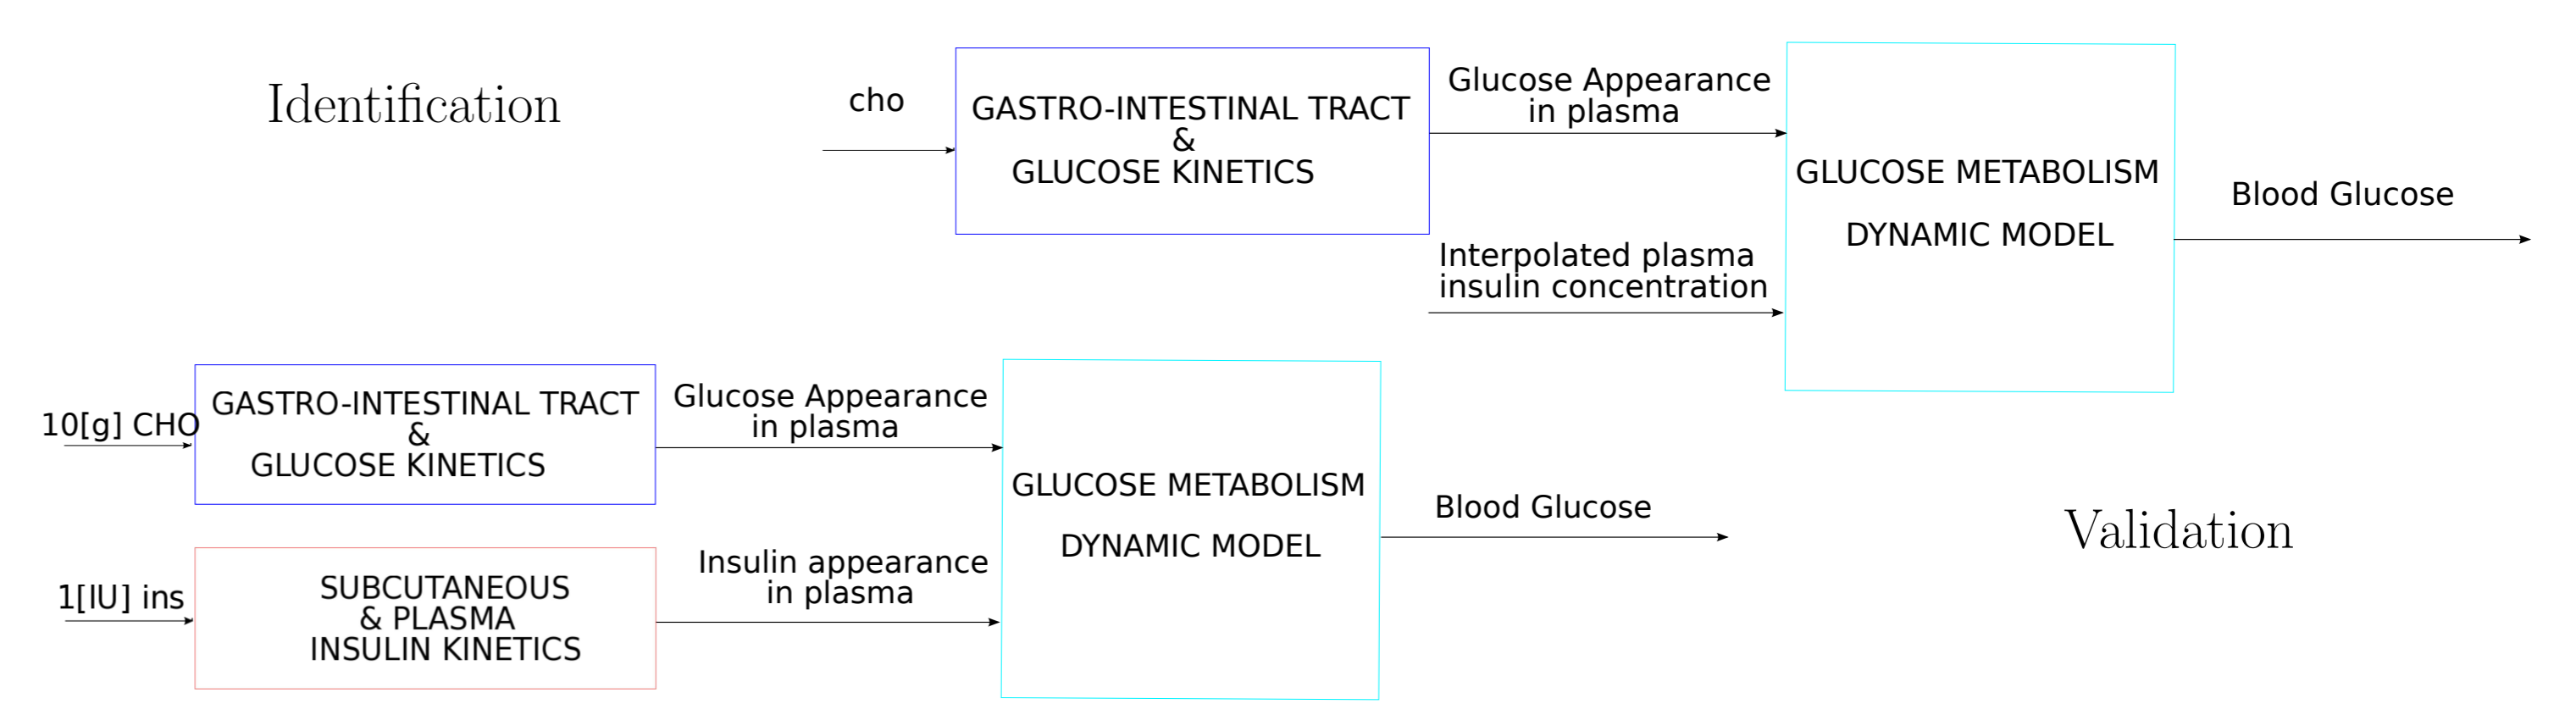 Identification
cho
GASTRO-INTESTINAL TRACT
&
GLUCOSE KINETICS
Glucose Appearance
in plasma
Interpolated plasma
insulin concentration
GLUCOSE METABOLISM
DYNAMIC MODEL
Blood Glucose
10[g] CHO
GASTRO-INTESTINAL TRACT
&
GLUCOSE KINETICS
Glucose Appearance
in plasma
1[IU] ins
SUBCUTANEOUS
& PLASMA
INSULIN KINETICS
Insulin appearance
in plasma
GLUCOSE METABOLISM
DYNAMIC MODEL
Blood Glucose
Validation